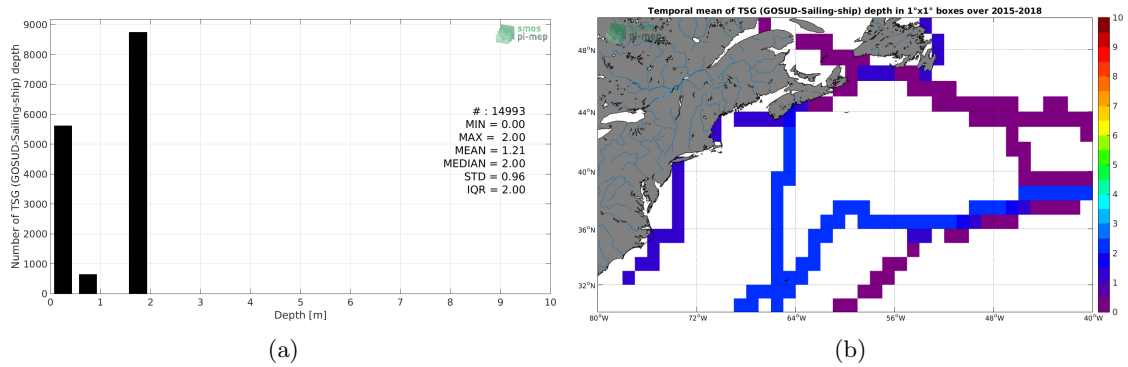 9000
8000
7000
6000
5000
4000
3000
2000
1000
0
Number of TSG (GOSUD-Sailing-ship) depth
smos
pi-mep
# : 14993
MIN = 0.00
MAX = 2.00
MEAN = 1.21
MEDIAN = 2.00
STD = 0.96
IQR = 2.00
0 1 2 3 4 5 6 7 8 9 10
Depth [m]
(a)
Temporal mean of TSG (GOSUD-Sailing-ship) depth in 1°x1° boxes over 2015-2018
smos
pi-mep
48°N
44°N
40°N
36°N
32°N
80°W 72°W 64°W 56°W 48°W 40°W
10
9
8
7
6
5
4
3
2
1
0
(b)